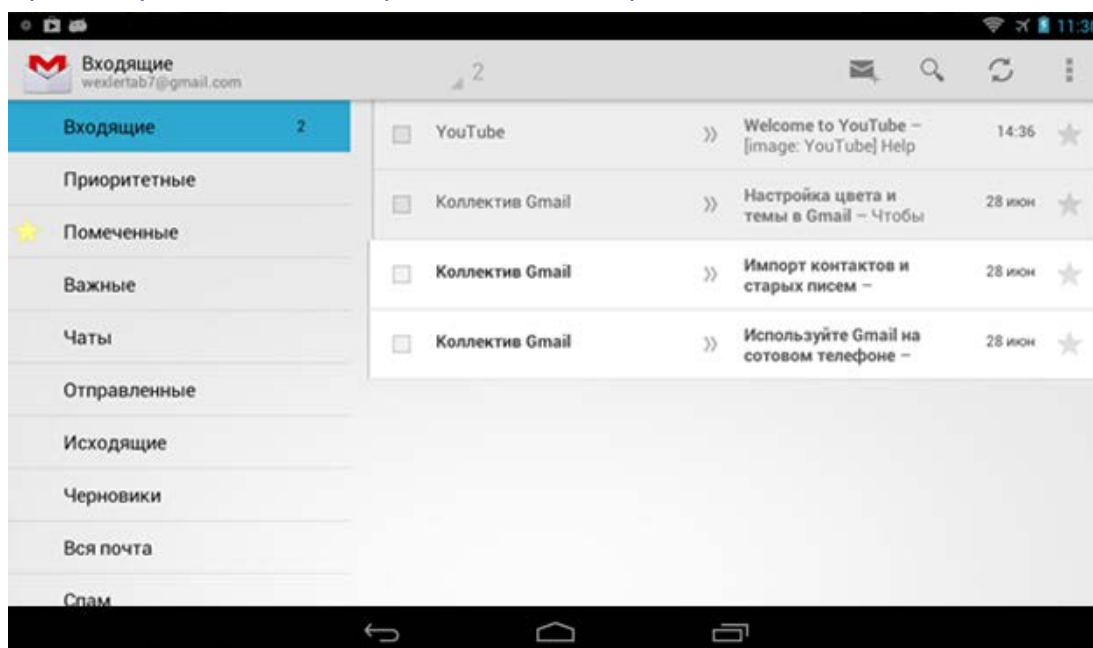 11:30
Входящие
wexlertab7@gmail.com
2
Входящие 2
Приоритетные
Помеченные
Важные
Чаты
Отправленные
Исходящие
Черновики
Вся почта
Спам
YouTube » Welcome to YouTube – 14:36
[image: YouTube] Help
Коллектив Gmail » Настройка цвета и 28 июн
темы в Gmail – Чтобы
Коллектив Gmail » Импорт контактов и 28 июн
старых писем –
Коллектив Gmail » Используйте Gmail на 28 июн
сотовом телефоне –